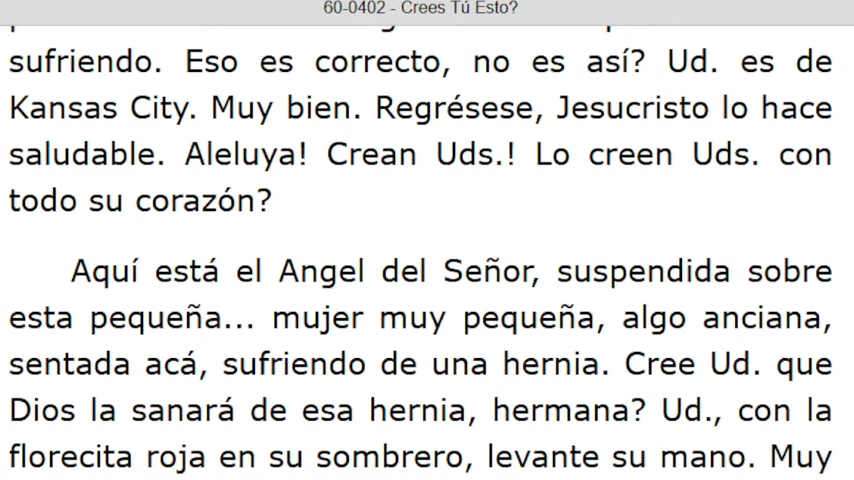 60-0402 - Crees Tú Esto?
sufriendo. Eso es correcto, no es así? Ud. es de
Kansas City. Muy bien. Regrésese, Jesucristo lo hace
saludable. Aleluya! Crean Uds.! Lo creen Uds. con
todo su corazón?
Aquí está el Angel del Señor, suspendida sobre
esta pequeña... mujer muy pequeña, algo anciana,
sentada acá, sufriendo de una hernia. Cree Ud. que
Dios la sanará de esa hernia, hermana? Ud., con la
florecita roja en su sombrero, levante su mano. Muy